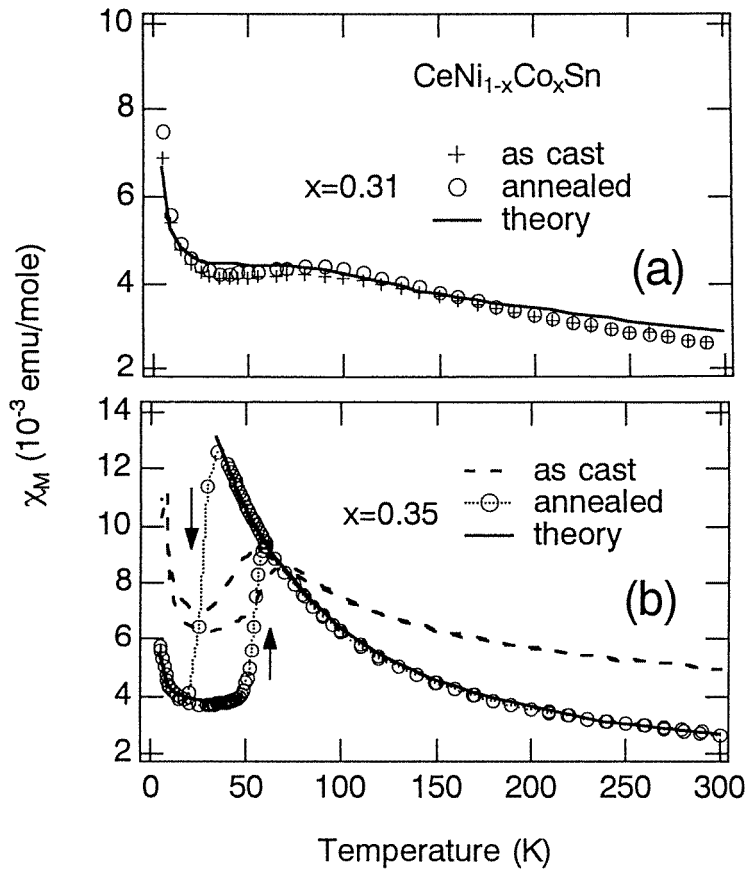 10
8
6
4
2
CeNi₁₋ₓCoₓSn
x=0.31
as cast
annealed
theory
(a)
χM (10⁻³ emu/mole)
14
12
10
8
6
4
2
as cast
x=0.35
annealed
theory
(b)
0 50 100 150 200 250 300
Temperature (K)